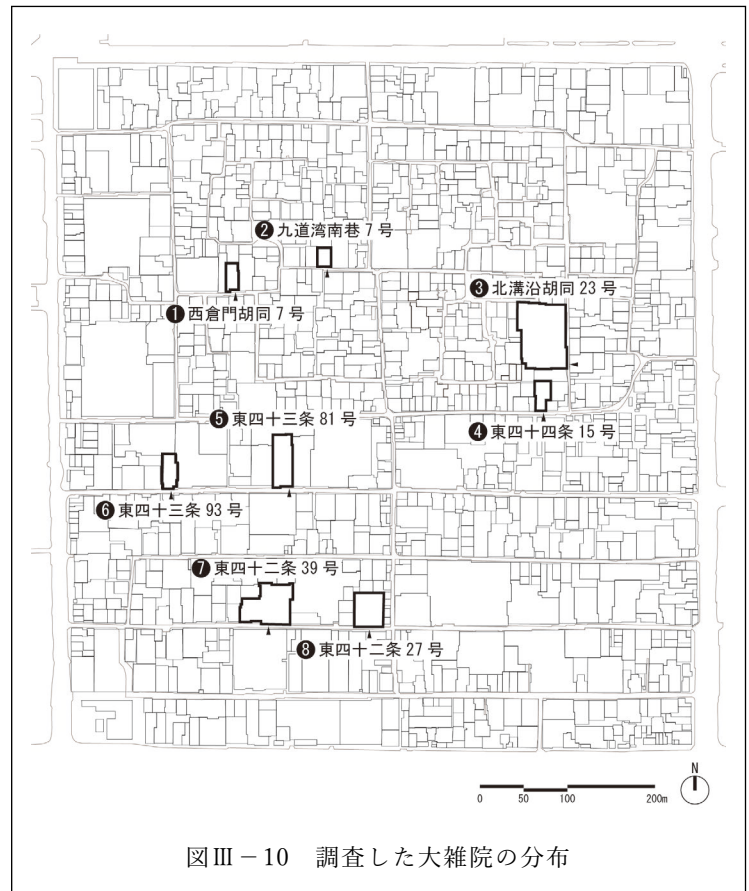 ❷九道湾南巷7号
❸北溝沿胡同23号
❶西倉門胡同7号
❺東四十三条81号
❹東四十四条15号
❻東四十三条93号
❼東四十二条39号
❽東四十二条27号
N
0 50 100 200m
図Ⅲ−10 調査した大雑院の分布